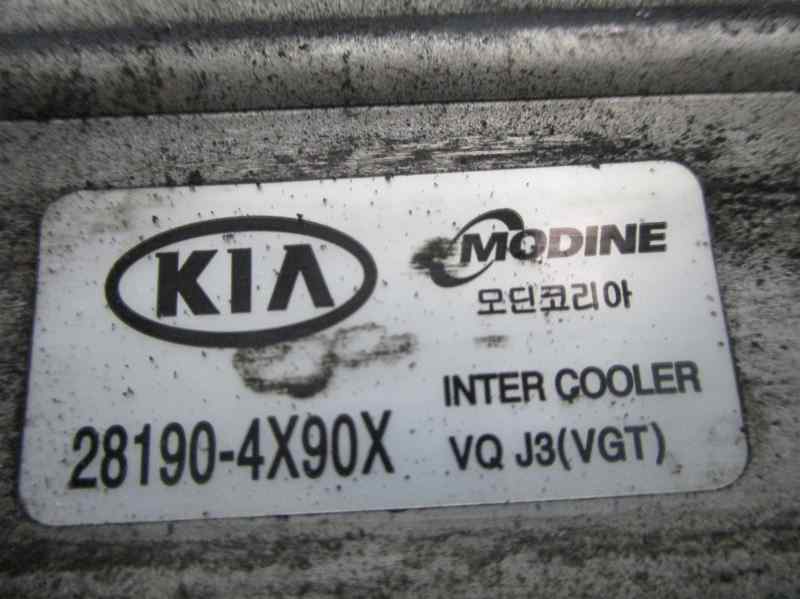 KIA
MODINE
모딘코리아
INTER COOLER
28190-4X90X
VQ J3(VGT)